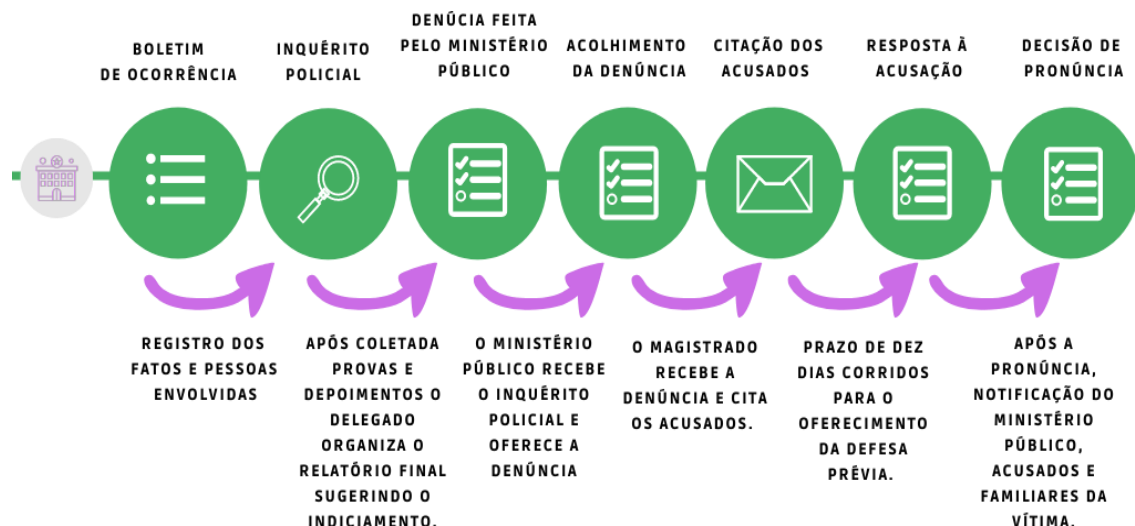 BOLETIM
DE OCORRÊNCIA
INQUÉRITO
POLICIAL
DENÚCIA FEITA
PELO MINISTÉRIO
PÚBLICO
ACOLHIMENTO
DA DENÚNCIA
CITAÇÃO DOS
ACUSADOS
RESPOSTA À
ACUSAÇÃO
DECISÃO DE
PRONÚNCIA
REGISTRO DOS
FATOS E PESSOAS
ENVOLVIDAS
APÓS COLETADA
PROVAS E
DEPOIMENTOS O
DELEGADO
ORGANIZA O
RELATÓRIO FINAL
SUGERINDO O
INDICIAMENTO.
O MINISTÉRIO
PÚBLICO RECEBE
O INQUÉRITO
POLICIAL E
OFERECE A
DENÚNCIA
O MAGISTRADO
RECEBE A
DENÚNCIA E CITA
OS ACUSADOS.
PRAZO DE DEZ
DIAS CORRIDOS
PARA O
OFERECIMENTO
DA DEFESA
PRÉVIA.
APÓS A
PRONÚNCIA,
NOTIFICAÇÃO DO
MINISTÉRIO
PÚBLICO,
ACUSADOS E
FAMILIARES DA
VÍTIMA.